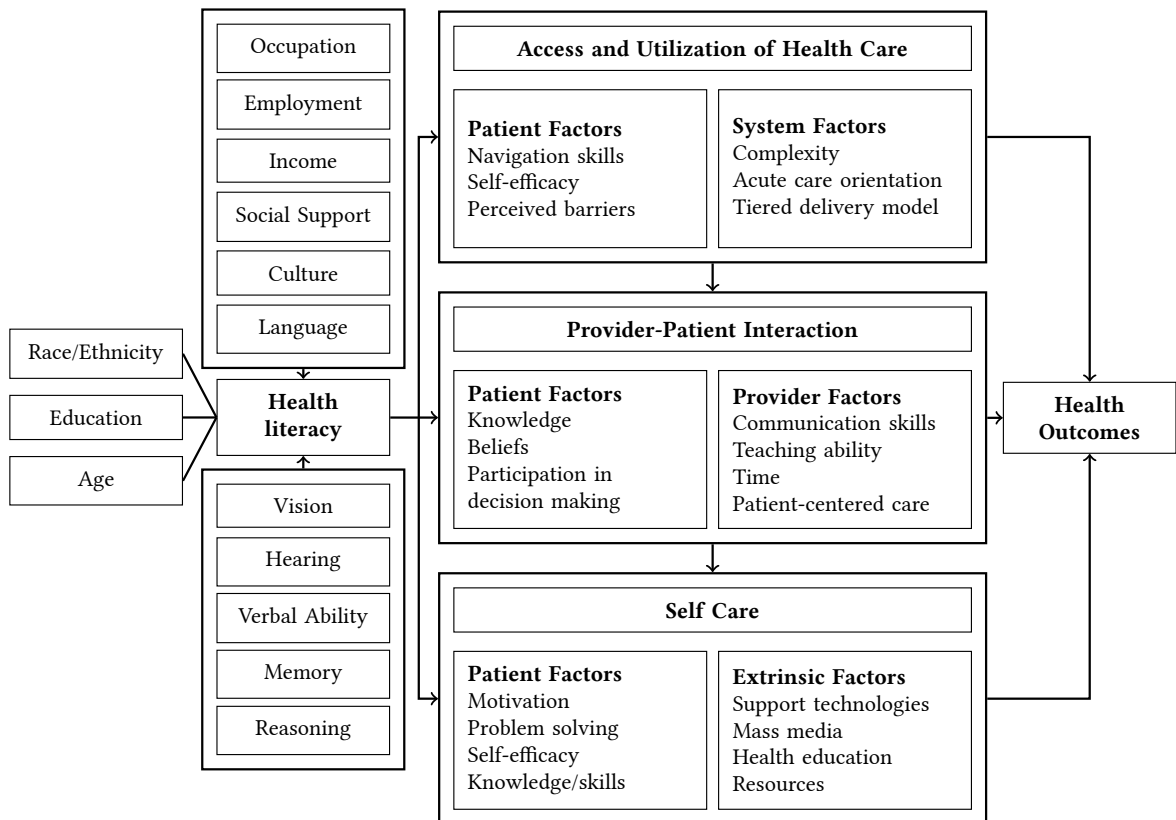 Occupation
Employment
Income
Social Support
Culture
Language
Race/Ethnicity
Education
Age
Health
literacy
Vision
Hearing
Verbal Ability
Memory
Reasoning
Access and Utilization of Health Care
Patient Factors
Navigation skills
Self-efficacy
Perceived barriers
System Factors
Complexity
Acute care orientation
Tiered delivery model
Provider-Patient Interaction
Patient Factors
Knowledge
Beliefs
Participation in
decision making
Provider Factors
Communication skills
Teaching ability
Time
Patient-centered care
Self Care
Patient Factors
Motivation
Problem solving
Self-efficacy
Knowledge/skills
Extrinsic Factors
Support technologies
Mass media
Health education
Resources
Health
Outcomes